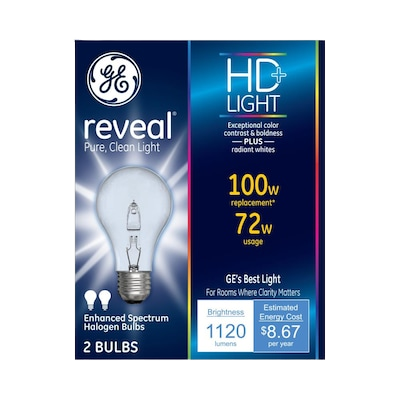 GE
reveal®
Pure, Clean Light
Enhanced Spectrum
Halogen Bulbs
2 BULBS
HD+
LIGHT
Exceptional color
contrast & boldness
— PLUS —
radiant whites
100w
replacement*
72w
usage
GE's Best Light
For Rooms Where Clarity Matters
Brightness
1120
lumens
Estimated
Energy Cost
$8.67
per year